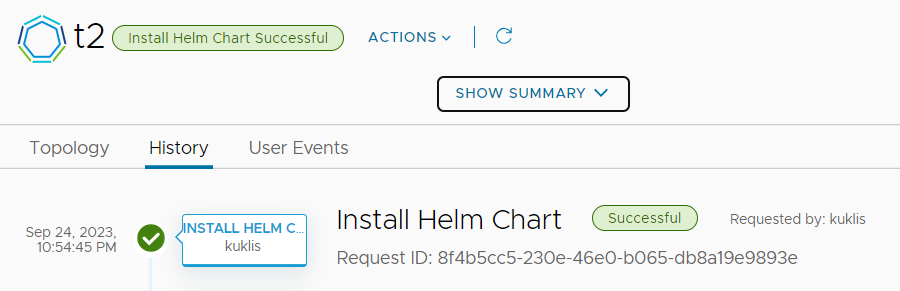 t2 Install Helm Chart Successful ACTIONS
SHOW SUMMARY
Topology History User Events
Sep 24, 2023,
10:54:45 PM
INSTALL HELM C...
kuklis
Install Helm Chart Successful Requested by: kuklis
Request ID: 8f4b5cc5-230e-46e0-b065-db8a19e9893e